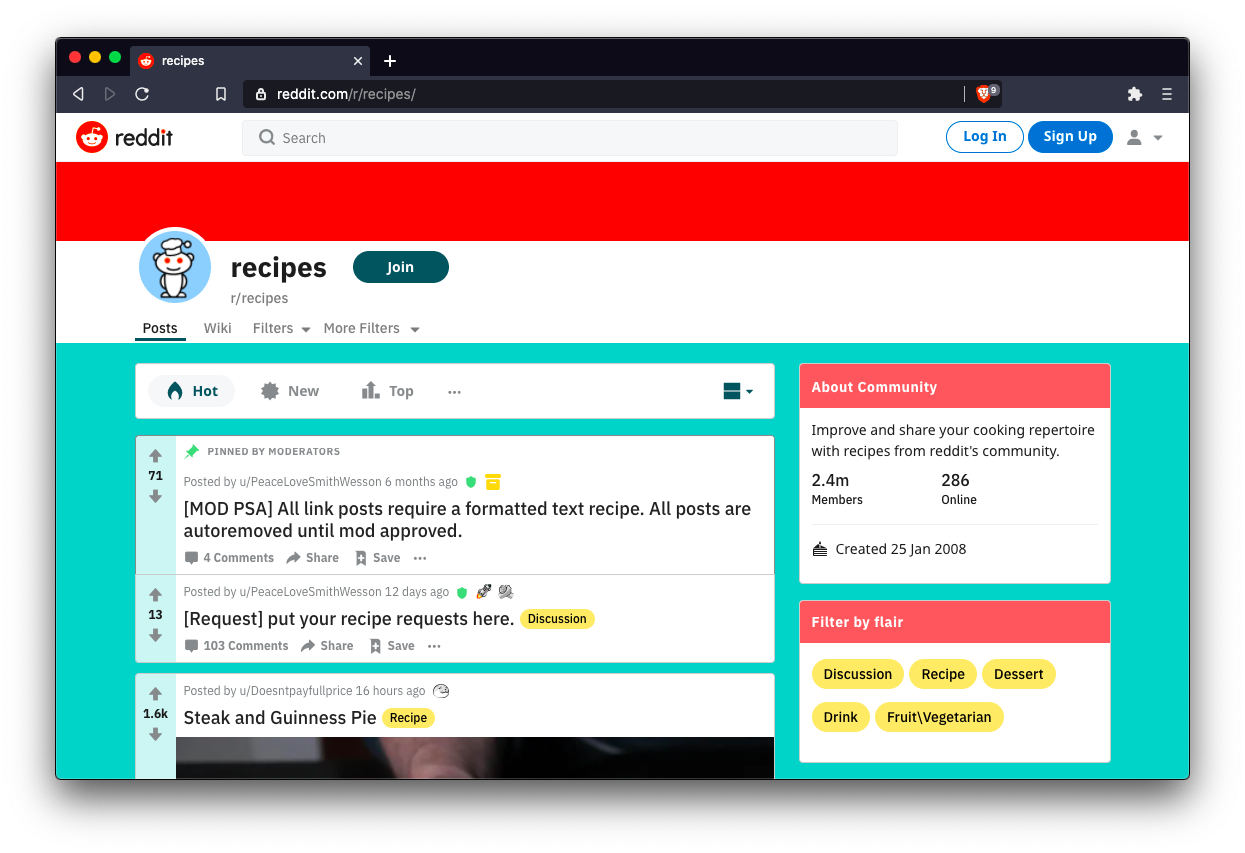 recipes
reddit.com/r/recipes/
9
reddit
Search
Log In
Sign Up
recipes
Join
r/recipes
Posts
Wiki
Filters
More Filters
Hot
New
Top
71
PINNED BY MODERATORS
Posted by u/PeaceLoveSmithWesson 6 months ago
[MOD PSA] All link posts require a formatted text recipe. All posts are
autoremoved until mod approved.
4 Comments
Share
Save
13
Posted by u/PeaceLoveSmithWesson 12 days ago
[Request] put your recipe requests here. Discussion
103 Comments
Share
Save
1.6k
Posted by u/Doesntpayfullprice 16 hours ago
Steak and Guinness Pie Recipe
About Community
Improve and share your cooking repertoire
with recipes from reddit's community.
2.4m
Members
286
Online
Created 25 Jan 2008
Filter by flair
Discussion
Recipe
Dessert
Drink
Fruit\Vegetarian